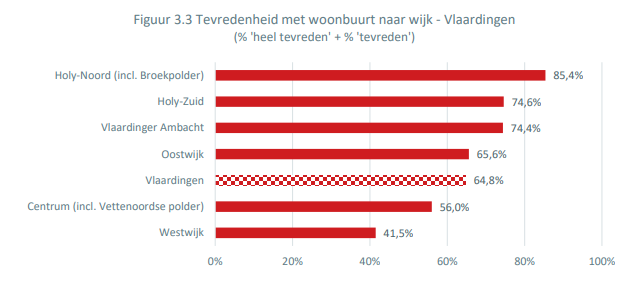 Figuur 3.3 Tevredenheid met woonbuurt naar wijk - Vlaardingen
(% 'heel tevreden' + % 'tevreden')
Holy-Noord (incl. Broekpolder) 85,4%
Holy-Zuid 74,6%
Vlaardinger Ambacht 74,4%
Oostwijk 65,6%
Vlaardingen 64,8%
Centrum (incl. Vettenoordse polder) 56,0%
Westwijk 41,5%
0% 20% 40% 60% 80% 100%